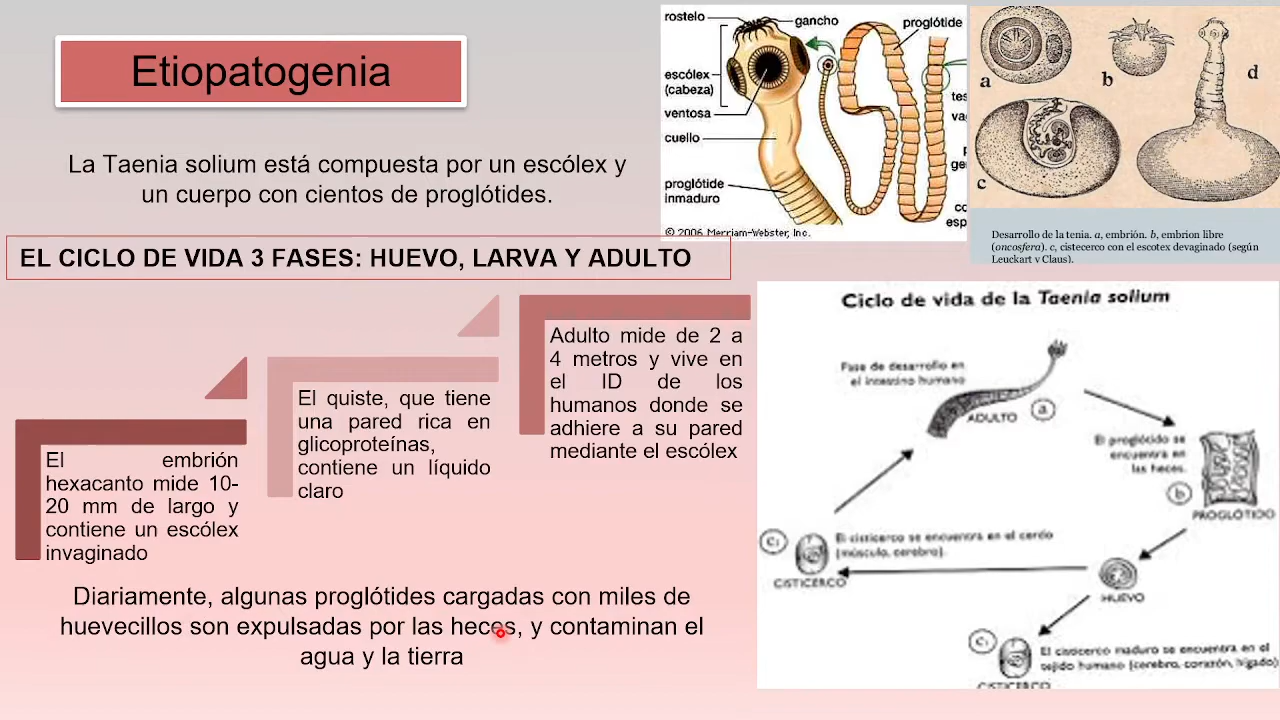 Etiopatogenia
La Taenia solium está compuesta por un escólex y
un cuerpo con cientos de proglótides.
EL CICLO DE VIDA 3 FASES: HUEVO, LARVA Y ADULTO
El embrión
hexacanto mide 10-
20 mm de largo y
contiene un escólex
invaginado
El quiste, que tiene
una pared rica en
glicoproteínas,
contiene un líquido
claro
Adulto mide de 2 a
4 metros y vive en
el ID de los
humanos donde se
adhiere a su pared
mediante el escólex
Diariamente, algunas proglótides cargadas con miles de
huevecillos son expulsadas por las heces, y contaminan el
agua y la tierra
rostelo
gancho
proglótide
escólex
(cabeza)
ventosa
cuello
proglótide
inmaduro
tes
va
ge
co
esp
© 2006 Merriam-Webster, Inc.
a
b
c
d
Desarrollo de la tenia. a, embrión. b, embrion libre
(oncosfera). c, cistecerco con el escotex devaginado (según
Leuckart y Claus).
Ciclo de vida de la Taenia solium
Fase de desarrollo en
el intestino humano
ADULTO
a
El proglócido se
encuentra en
las heces.
b
PROGLÓTIDO
El cisticerco se encuentra en el cerdo
(músculo, cerebro).
CISTICERCO
HUEVO
El cisticerco maduro se encuentra en el
tejido humano (cerebro, corazón, hígado).
CISTICERCO